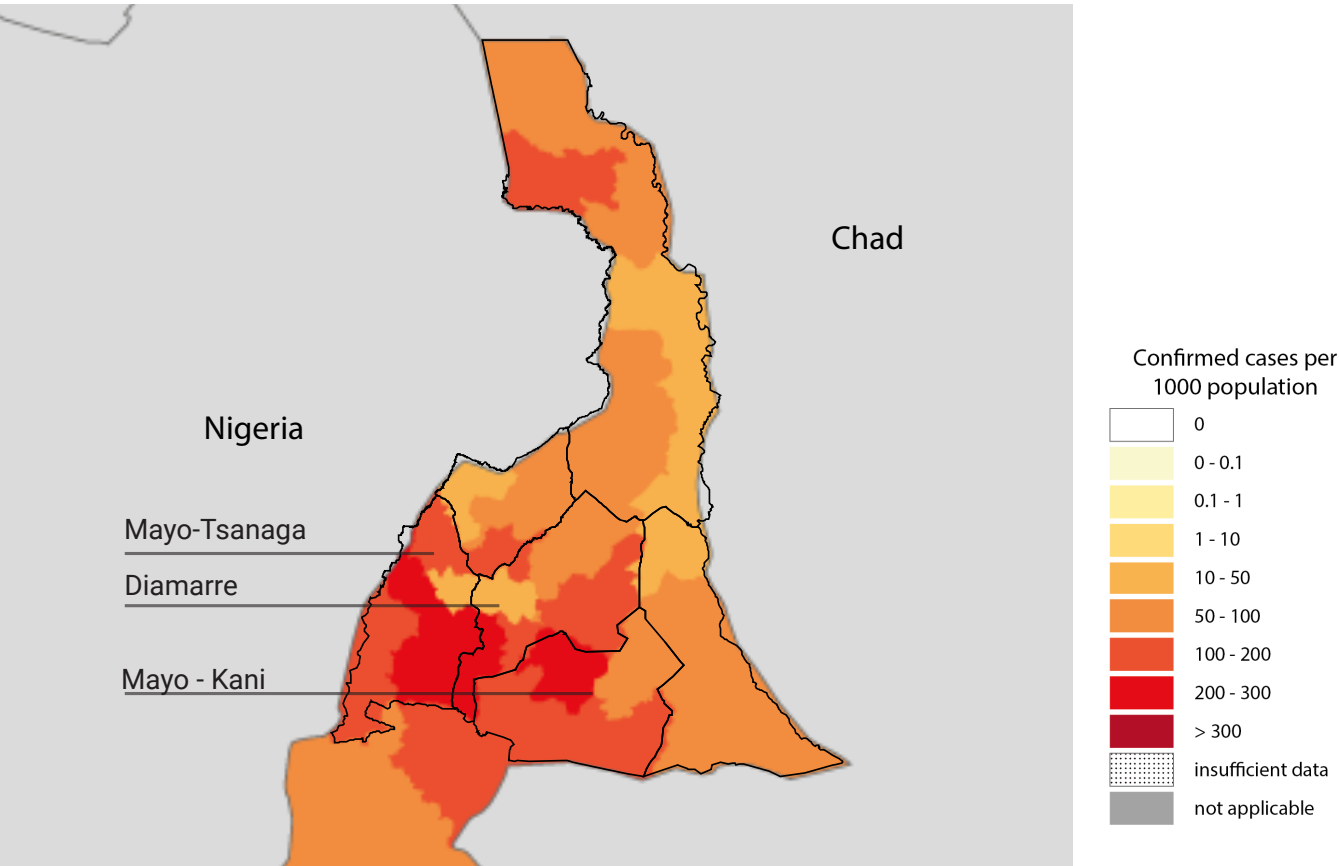 Chad
Nigeria
Mayo-Tsanaga
Diamarre
Mayo - Kani
Confirmed cases per
1000 population
0
0 - 0.1
0.1 - 1
1 - 10
10 - 50
50 - 100
100 - 200
200 - 300
> 300
insufficient data
not applicable